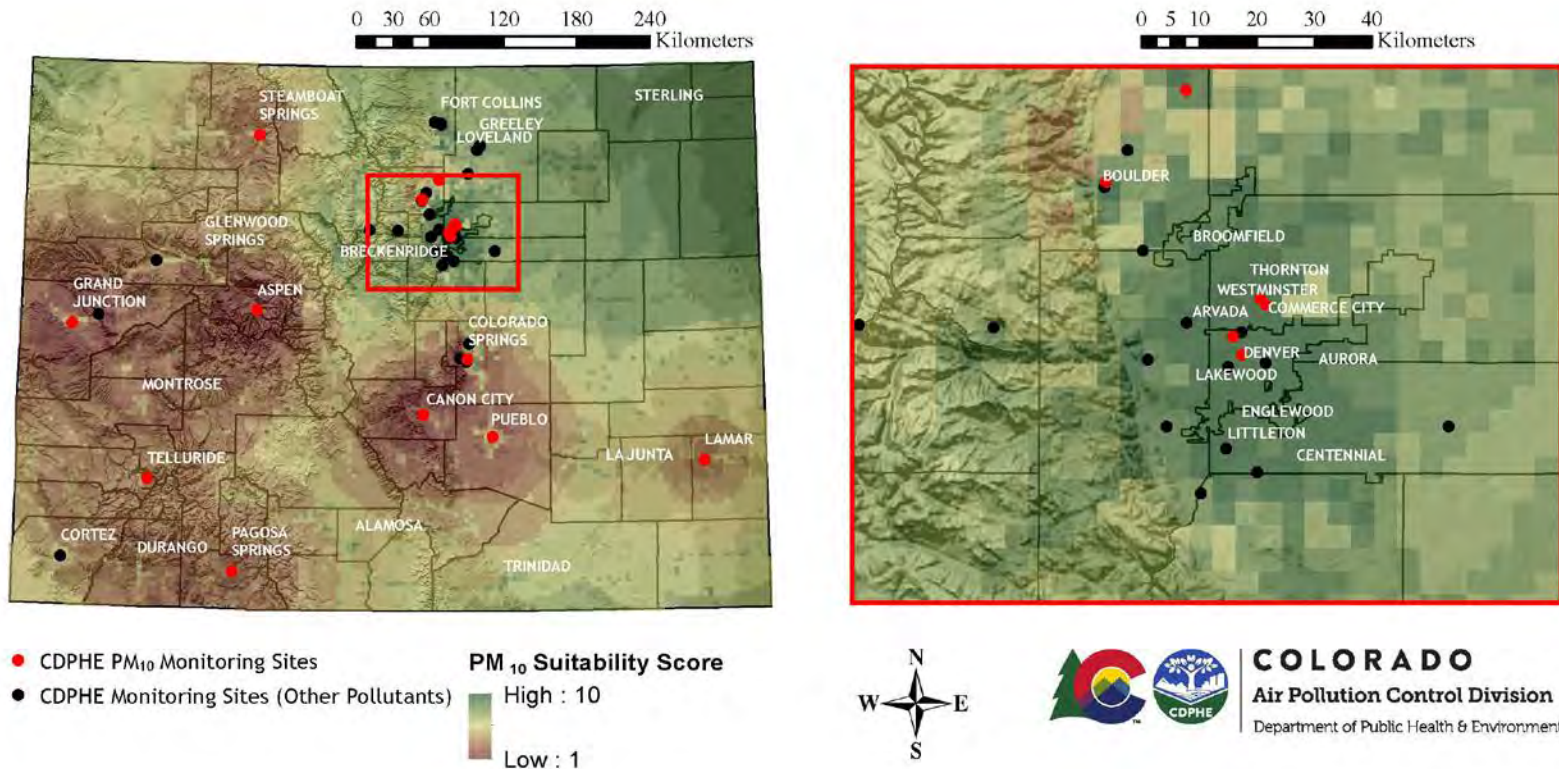 0 30 60 120 180 240
Kilometers
0 5 10 20 30 40
Kilometers
STEAMBOAT
SPRINGS
FORT COLLINS
GREELEY
LOVELAND
STERLING
GLENWOOD
SPRINGS
BRECKENRIDGE
GRAND
JUNCTION
ASPEN
COLORADO
SPRINGS
MONTROSE
CANON CITY
PUEBLO
LAMAR
LA JUNTA
TELLURIDE
ALAMOSA
CORTEZ
DURANGO
PAGOSA
SPRINGS
TRINIDAD
BOULDER
BROOMFIELD
THORNTON
WESTMINSTER
COMMERCE CITY
ARVADA
DENVER
AURORA
LAKEWOOD
ENGLEWOOD
LITTLETON
CENTENNIAL
CDPHE PM₁₀ Monitoring Sites
CDPHE Monitoring Sites (Other Pollutants)
PM ₁₀ Suitability Score
High : 10
Low : 1
N
W E
S
TM
CDPHE
COLORADO
Air Pollution Control Division
Department of Public Health & Environment